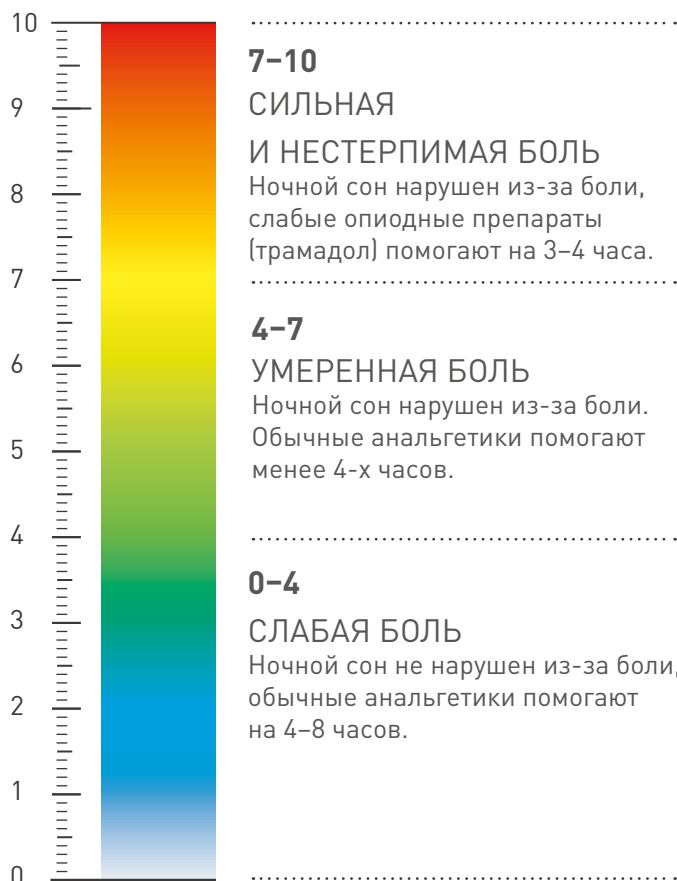 10
9
8
7
6
5
4
3
2
1
0
7–10
СИЛЬНАЯ
И НЕСТЕРПИМАЯ БОЛЬ
Ночной сон нарушен из-за боли,
слабые опиодные препараты
(трамадол) помогают на 3–4 часа.
4–7
УМЕРЕННАЯ БОЛЬ
Ночной сон нарушен из-за боли.
Обычные анальгетики помогают
менее 4-х часов.
0–4
СЛАБАЯ БОЛЬ
Ночной сон не нарушен из-за боли,
обычные анальгетики помогают
на 4–8 часов.